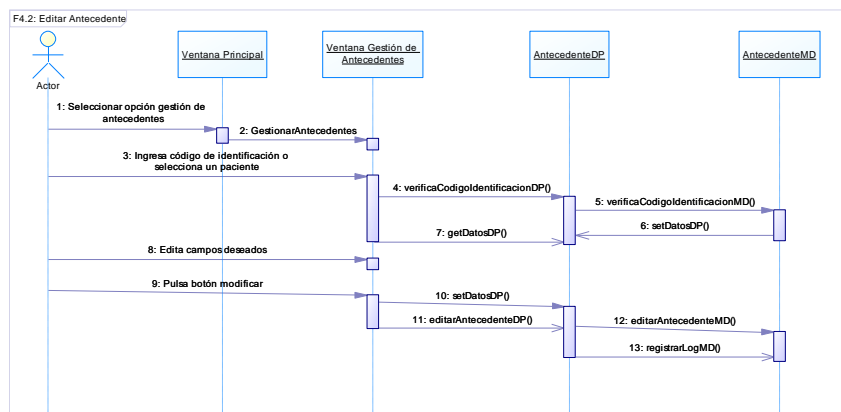 F4.2: Editar Antecedente
Actor
Ventana Principal
Ventana Gestión de
Antecedentes
AntecedenteDP
AntecedenteMD
1: Seleccionar opción gestión de
antecedentes
2: GestionarAntecedentes
3: Ingresa código de identificación o
selecciona un paciente
4: verificaCodigoIdentificacionDP()
5: verificaCodigoIdentificacionMD()
6: setDatosDP()
7: getDatosDP()
8: Edita campos deseados
9: Pulsa botón modificar
10: setDatosDP()
11: editarAntecedenteDP()
12: editarAntecedenteMD()
13: registrarLogMD()